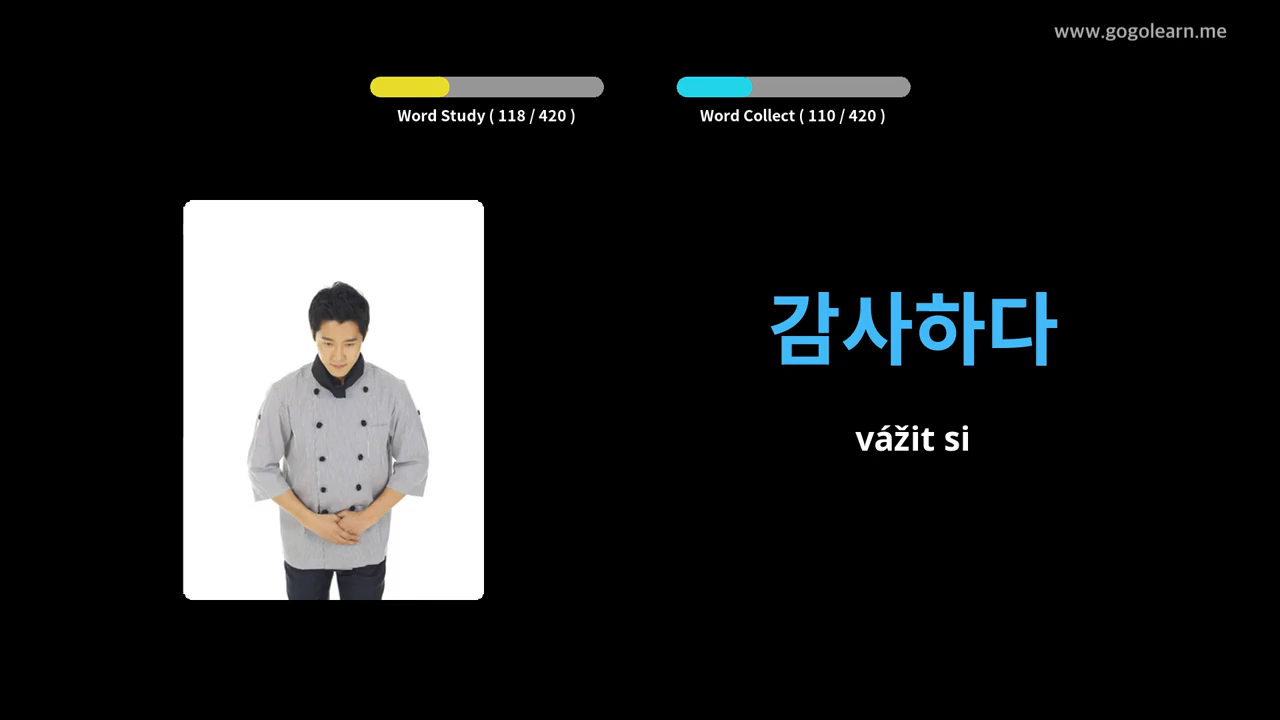 www.gogolearn.me
Word Study ( 118 / 420 )
Word Collect ( 110 / 420 )
감사하다
vážit si